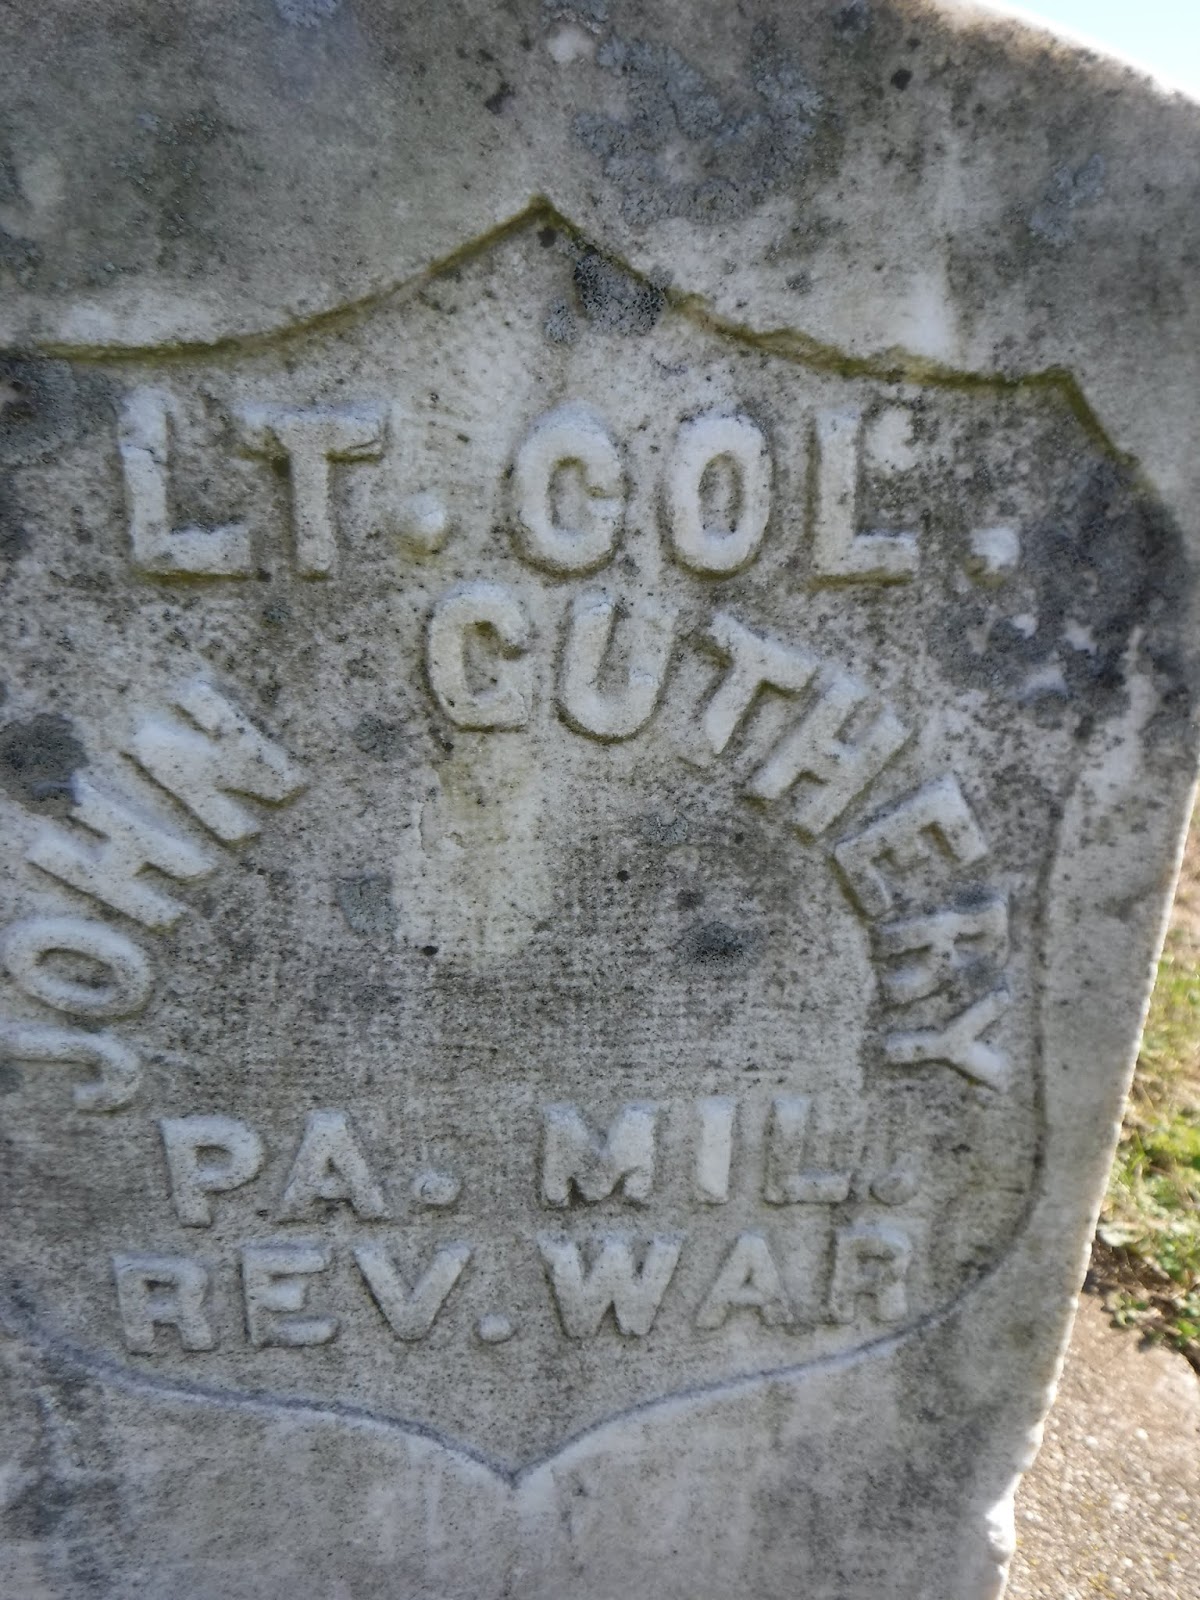 LT. COL.
JOHN GUTHERY
PA. MIL.
REV. WAR